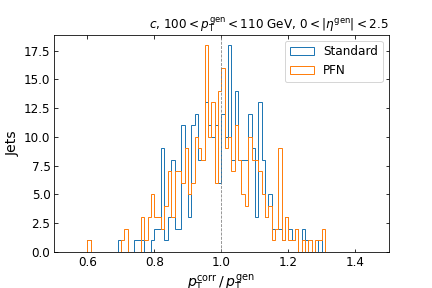 c, 100 < p_T^gen < 110 GeV, 0 < |η^gen| < 2.5
Standard
PFN
Jets
17.5
15.0
12.5
10.0
7.5
5.0
2.5
0.0
0.6 0.8 1.0 1.2 1.4
p_T^corr / p_T^gen